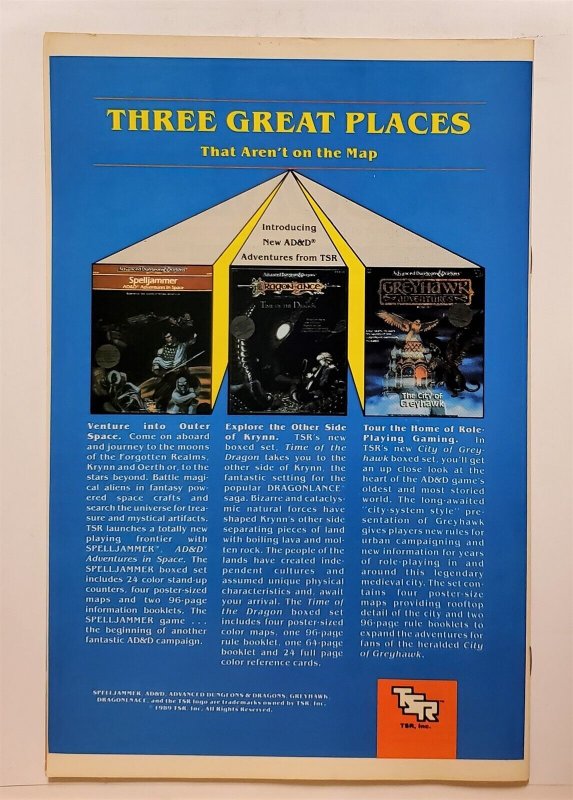 THREE GREAT PLACES
That Aren't on the Map
Introducing
New AD&D®
Adventures from TSR
Advanced Dungeons & Dragons
Spelljammer
AD&D Adventures in Space
Advanced Dungeons & Dragons
DRAGONLANCE
TIME OF THE DRAGON
Advanced Dungeons & Dragons
GREYHAWK
ADVENTURES
The City of
Greyhawk
Venture into Outer
Space. Come on aboard
and journey to the moons
of the Forgotten Realms,
Krynn and Oerth or, to the
stars beyond. Battle magi-
cal aliens in fantasy pow-
ered space crafts and
search the universe for trea-
sure and mystical artifacts.
TSR launches a totally new
playing frontier with
SPELLJAMMER™, AD&D®
Adventures in Space. The
SPELLJAMMER boxed set
includes 24 color stand-up
counters, four poster-sized
maps and two 96-page
information booklets. The
SPELLJAMMER game . . .
the beginning of another
fantastic AD&D campaign.
Explore the Other Side
of Krynn. TSR's new
boxed set, Time of the
Dragon takes you to the
other side of Krynn, the
fantastic setting for the
popular DRAGONLANCE®
saga. Bizarre and cataclys-
mic natural forces have
shaped Krynn's other side
separating pieces of land
with boiling lava and mol-
ten rock. The people of the
lands have created inde-
pendent cultures and
assumed unique physical
characteristics and, await
your arrival. The Time of
the Dragon boxed set
includes four poster-sized
color maps, one 96-page
rule booklet, one 64-page
booklet and 24 full page
color reference cards.
Tour the Home of Role-
Playing Gaming. In
TSR's new City of Grey-
hawk boxed set, you'll get
an up close look at the
heart of the AD&D game's
oldest and most storied
world. The long-awaited
"city-system style" pre-
sentation of Greyhawk
gives players new rules for
urban campaigning and
new information for years
of role-playing in and
around this legendary
medieval city. The set con-
tains four poster-size
maps providing rooftop
detail of the city and two
96-page rule booklets to
expand the adventures for
fans of the heralded City
of Greyhawk.
SPELLJAMMER, AD&D, ADVANCED DUNGEONS & DRAGONS, GREYHAWK,
DRAGONLNACE, and the TSR logo are trademarks owned by TSR, Inc.
©1989 TSR, Inc. All Rights Reserved.
TSR
TSR, Inc.